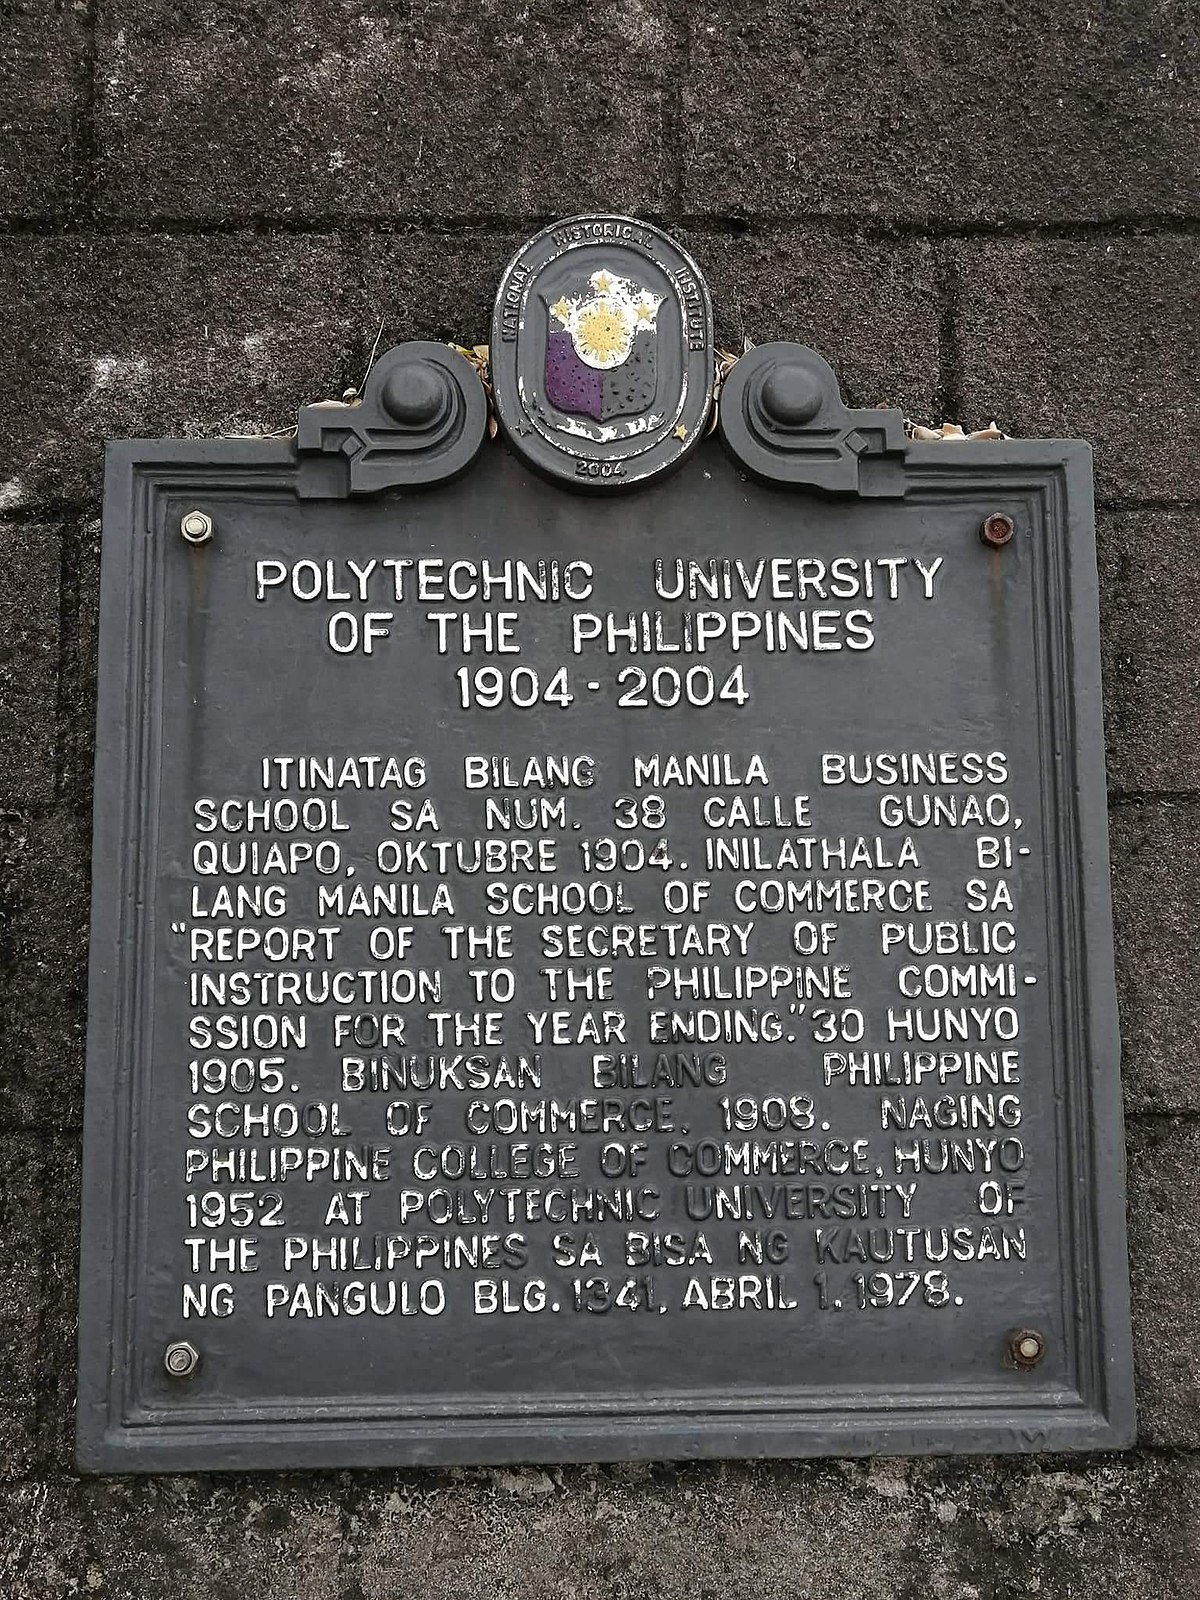 NATIONAL HISTORICAL INSTITUTE
2004
POLYTECHNIC UNIVERSITY
OF THE PHILIPPINES
1904 - 2004
ITINATAG BILANG MANILA BUSINESS
SCHOOL SA NUM. 38 CALLE GUNAO,
QUIAPO, OKTUBRE 1904. INILATHALA BI-
LANG MANILA SCHOOL OF COMMERCE SA
"REPORT OF THE SECRETARY OF PUBLIC
INSTRUCTION TO THE PHILIPPINE COMMI-
SSION FOR THE YEAR ENDING." 30 HUNYO
1905. BINUKSAN BILANG PHILIPPINE
SCHOOL OF COMMERCE, 1908. NAGING
PHILIPPINE COLLEGE OF COMMERCE, HUNYO
1952 AT POLYTECHNIC UNIVERSITY OF
THE PHILIPPINES SA BISA NG KAUTUSAN
NG PANGULO BLG. 1341, ABRIL 1, 1978.